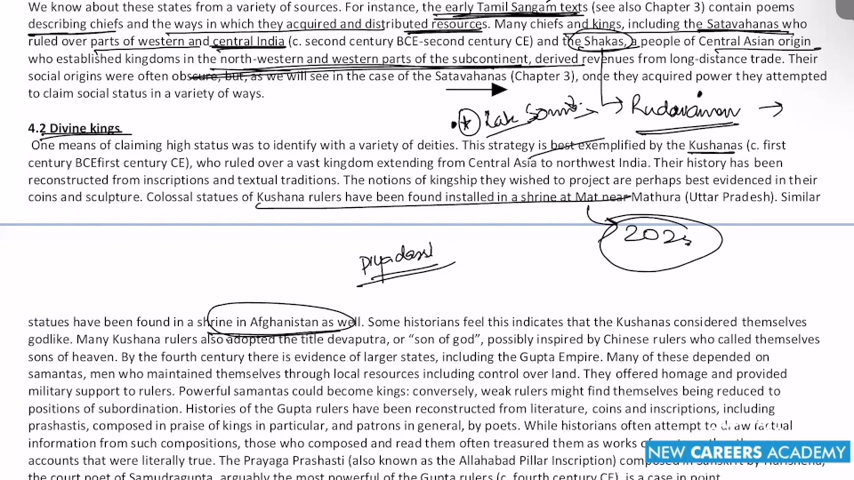 We know about these states from a variety of sources. For instance, the early Tamil Sangam texts (see also Chapter 3) contain poems
describing chiefs and the ways in which they acquired and distributed resources. Many chiefs and kings, including the Satavahanas who
ruled over parts of western and central India (c. second century BCE-second century CE) and the Shakas, a people of Central Asian origin
who established kingdoms in the north-western and western parts of the subcontinent, derived revenues from long-distance trade. Their
social origins were often obscure, but, as we will see in the case of the Satavahanas (Chapter 3), once they acquired power they attempted
to claim social status in a variety of ways.
4.2 Divine kings
One means of claiming high status was to identify with a variety of deities. This strategy is best exemplified by the Kushanas (c. first
century BCEfirst century CE), who ruled over a vast kingdom extending from Central Asia to northwest India. Their history has been
reconstructed from inscriptions and textual traditions. The notions of kingship they wished to project are perhaps best evidenced in their
coins and sculpture. Colossal statues of Kushana rulers have been found installed in a shrine at Mat near Mathura (Uttar Pradesh). Similar
statues have been found in a shrine in Afghanistan as well. Some historians feel this indicates that the Kushanas considered themselves
godlike. Many Kushana rulers also adopted the title devaputra, or “son of god”, possibly inspired by Chinese rulers who called themselves
sons of heaven. By the fourth century there is evidence of larger states, including the Gupta Empire. Many of these depended on
samantas, men who maintained themselves through local resources including control over land. They offered homage and provided
military support to rulers. Powerful samantas could become kings: conversely, weak rulers might find themselves being reduced to
positions of subordination. Histories of the Gupta rulers have been reconstructed from literature, coins and inscriptions, including
prashastis, composed in praise of kings in particular, and patrons in general, by poets. While historians often attempt to draw factual
information from such compositions, those who composed and read them often treasured them as works
accounts that were literally true. The Prayaga Prashasti (also known as the Allahabad Pillar Inscription)
NEW CAREERS ACADEMY
the court poet of Samudragupta, arguably the most powerful of the Gupta rulers (c. fourth century CE), is a case in point